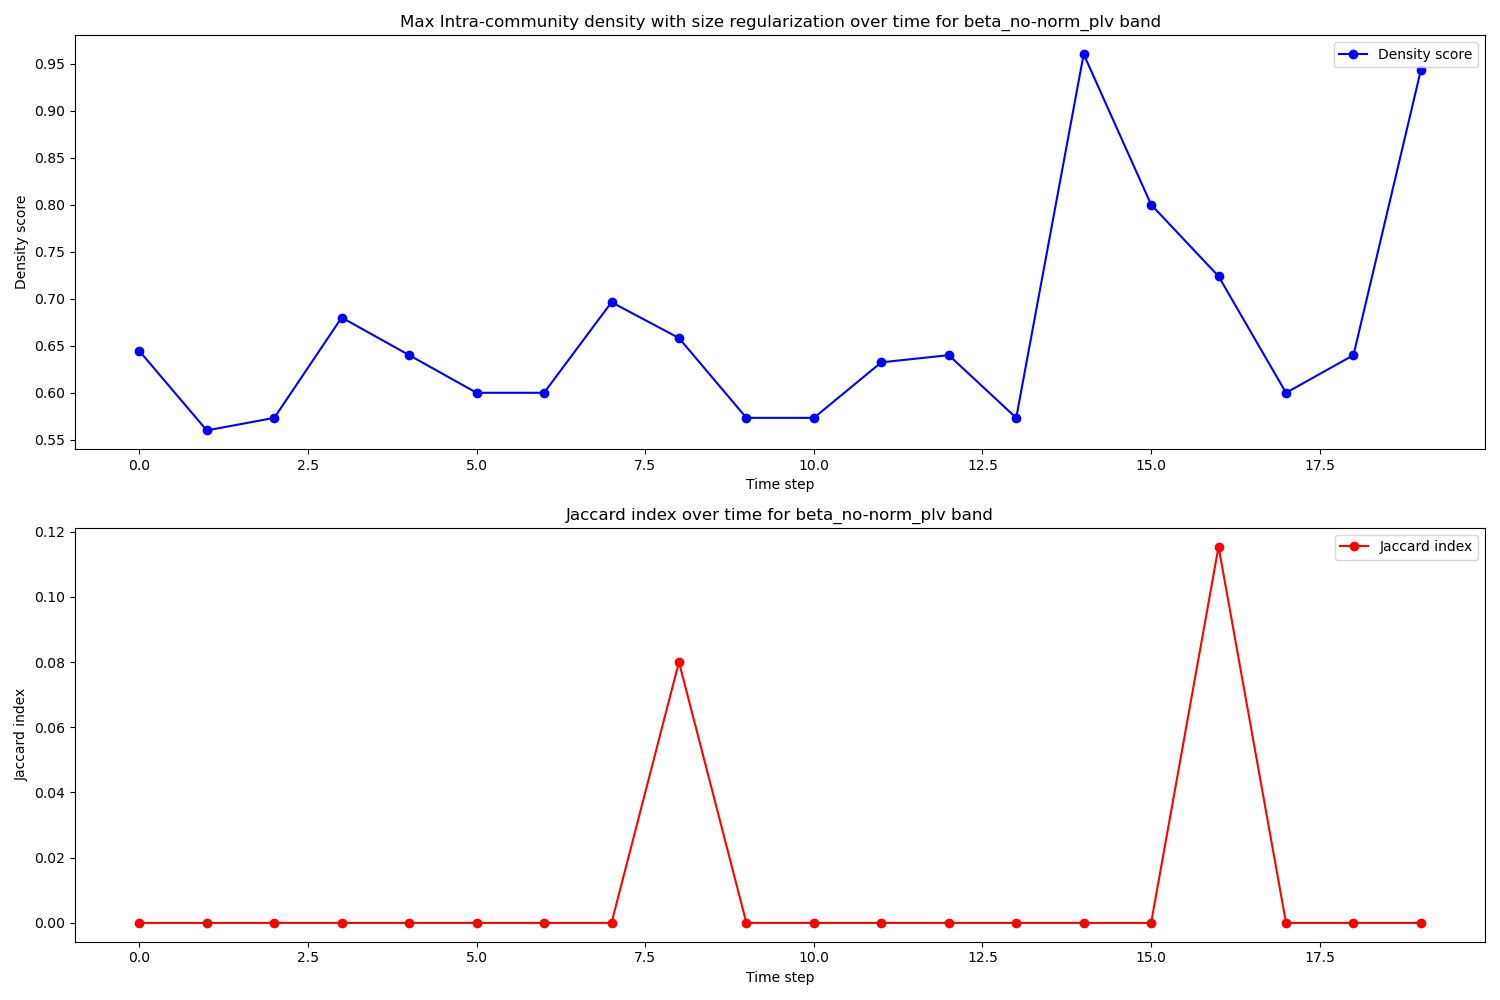 Max Intra-community density with size regularization over time for beta_no-norm_plv band
Density score
0.95
0.90
0.85
0.80
0.75
0.70
0.65
0.60
0.55
Density score
0.0 2.5 5.0 7.5 10.0 12.5 15.0 17.5
Time step
Jaccard index over time for beta_no-norm_plv band
Jaccard index
0.12
0.10
0.08
0.06
0.04
0.02
0.00
Jaccard index
0.0 2.5 5.0 7.5 10.0 12.5 15.0 17.5
Time step